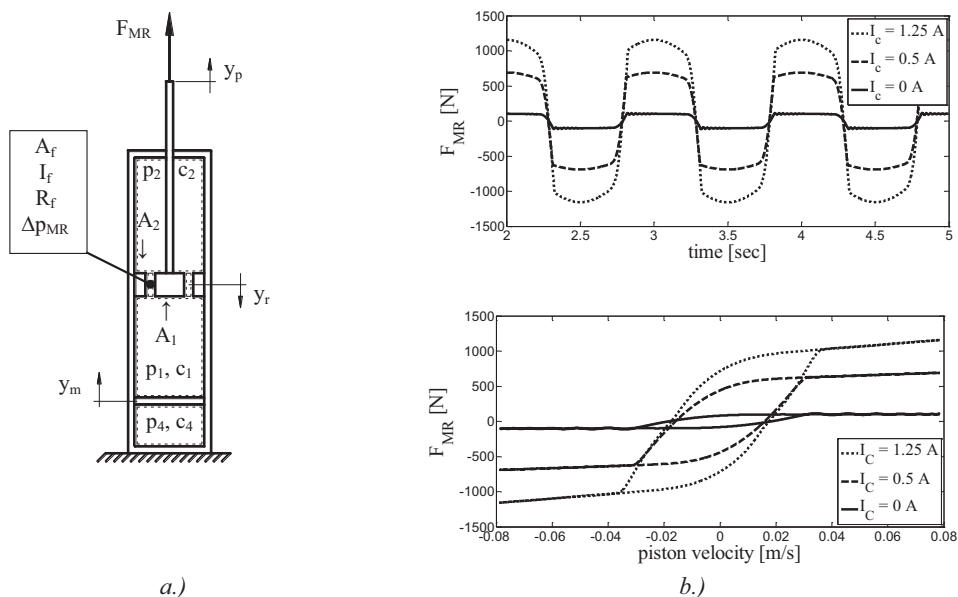 F_MR
y_p
A_f
I_f
R_f
Δp_MR
p_2 c_2
A_2
y_r
A_1
p_1, c_1
y_m
p_4, c_4
a.)
1500
1000
500
0
-500
-1000
-1500
F_MR [N]
2 2.5 3 3.5 4 4.5 5
time [sec]
I_c = 1.25 A
I_c = 0.5 A
I_c = 0 A
1500
1000
500
0
-500
-1000
-1500
F_MR [N]
-0.08 -0.06 -0.04 -0.02 0 0.02 0.04 0.06 0.08
piston velocity [m/s]
I_C = 1.25 A
I_C = 0.5 A
I_C = 0 A
b.)